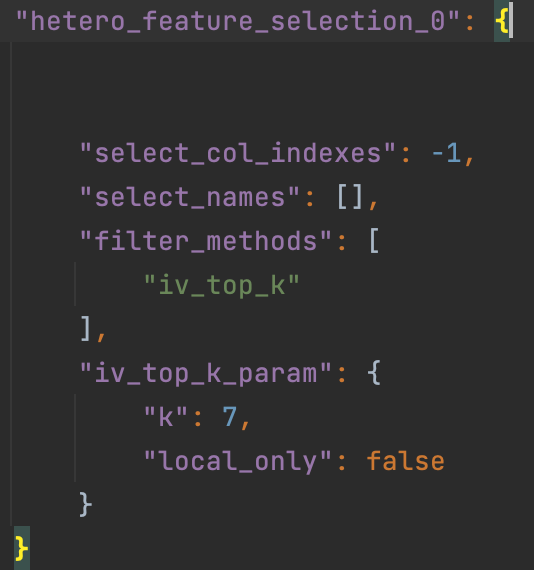 "hetero_feature_selection_0": {
"select_col_indexes": -1,
"select_names": [],
"filter_methods": [
"iv_top_k"
],
"iv_top_k_param": {
"k": 7,
"local_only": false
}
}